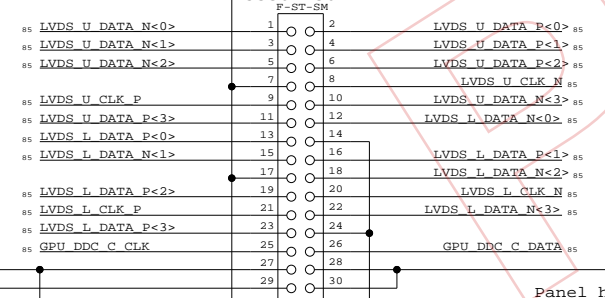 F-ST-SM
85 LVDS_U_DATA_N<0> 1 2 LVDS_U_DATA_P<0> 85
85 LVDS_U_DATA_N<1> 3 4 LVDS_U_DATA_P<1> 85
85 LVDS_U_DATA_N<2> 5 6 LVDS_U_DATA_P<2> 85
7 8 LVDS_U_CLK_N 85
85 LVDS_U_CLK_P 9 10 LVDS_U_DATA_N<3> 85
85 LVDS_U_DATA_P<3> 11 12 LVDS_L_DATA_N<0> 85
85 LVDS_L_DATA_P<0> 13 14
85 LVDS_L_DATA_N<1> 15 16 LVDS_L_DATA_P<1> 85
17 18 LVDS_L_DATA_N<2> 85
85 LVDS_L_DATA_P<2> 19 20 LVDS_L_CLK_N 85
85 LVDS_L_CLK_P 21 22 LVDS_L_DATA_N<3> 85
85 LVDS_L_DATA_P<3> 23 24
85 GPU_DDC_C_CLK 25 26 GPU_DDC_C_DATA 85
27 28
29 30
Panel